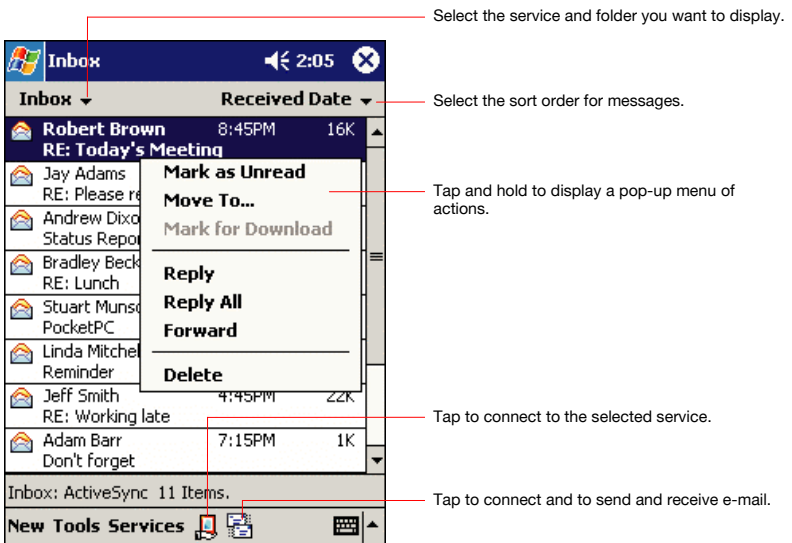 Select the service and folder you want to display.
Inbox 2:05
Inbox Received Date
Select the sort order for messages.
Robert Brown 8:45PM 16K
RE: Today's Meeting
Mark as Unread
Move To...
Mark for Download
Reply
Reply All
Forward
Delete
Tap and hold to display a pop-up menu of
actions.
Jay Adams
RE: Please re
Andrew Dixo
Status Repor
Bradley Beck
RE: Lunch
Stuart Munso
PocketPC
Linda Mitchel
Reminder
Jeff Smith 4:45PM 22K
RE: Working late
Tap to connect to the selected service.
Adam Barr 7:15PM 1K
Don't forget
Inbox: ActiveSync 11 Items.
Tap to connect and to send and receive e-mail.
New Tools Services